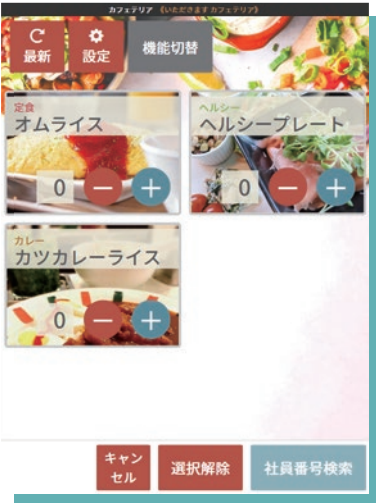 カフェテリア 《いただきます カフェテリア》
最新
設定
機能切替
定食
オムライス
0
ヘルシー
ヘルシープレート
0
カレー
カツカレーライス
0
キャン
セル
選択解除
社員番号検索